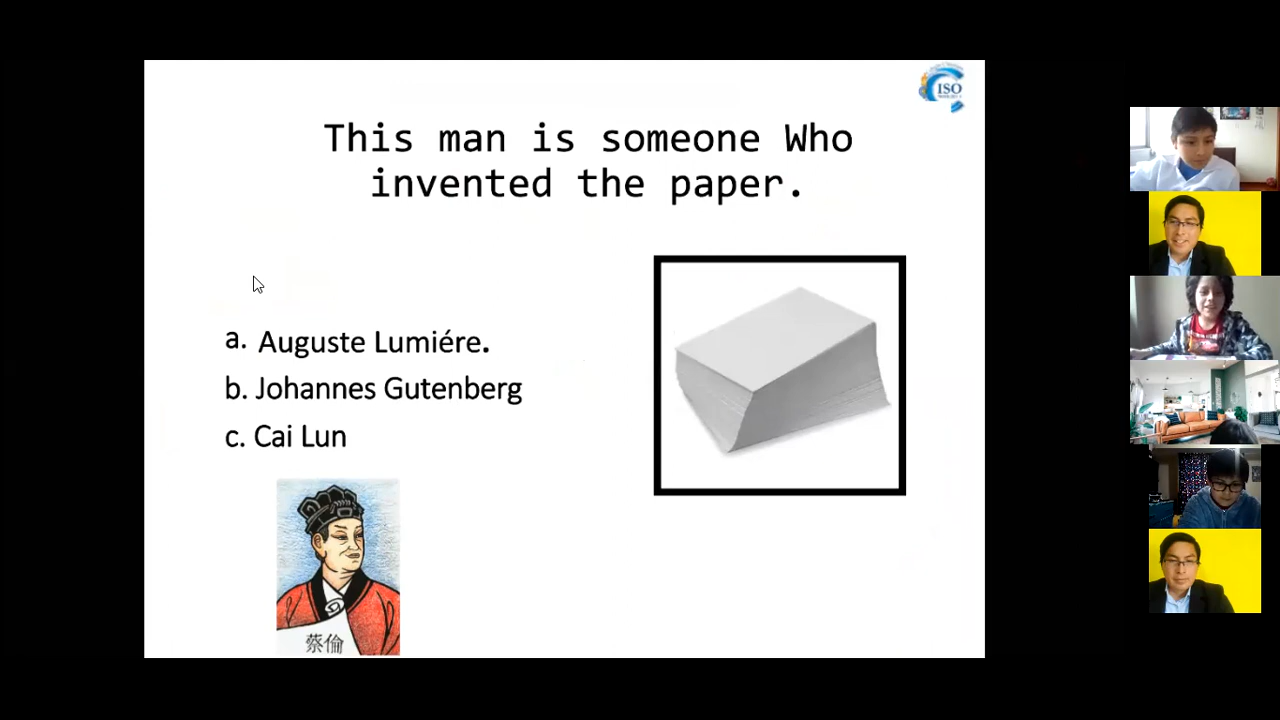 ISO
This man is someone Who
invented the paper.
a. Auguste Lumiére.
b. Johannes Gutenberg
c. Cai Lun
蔡倫